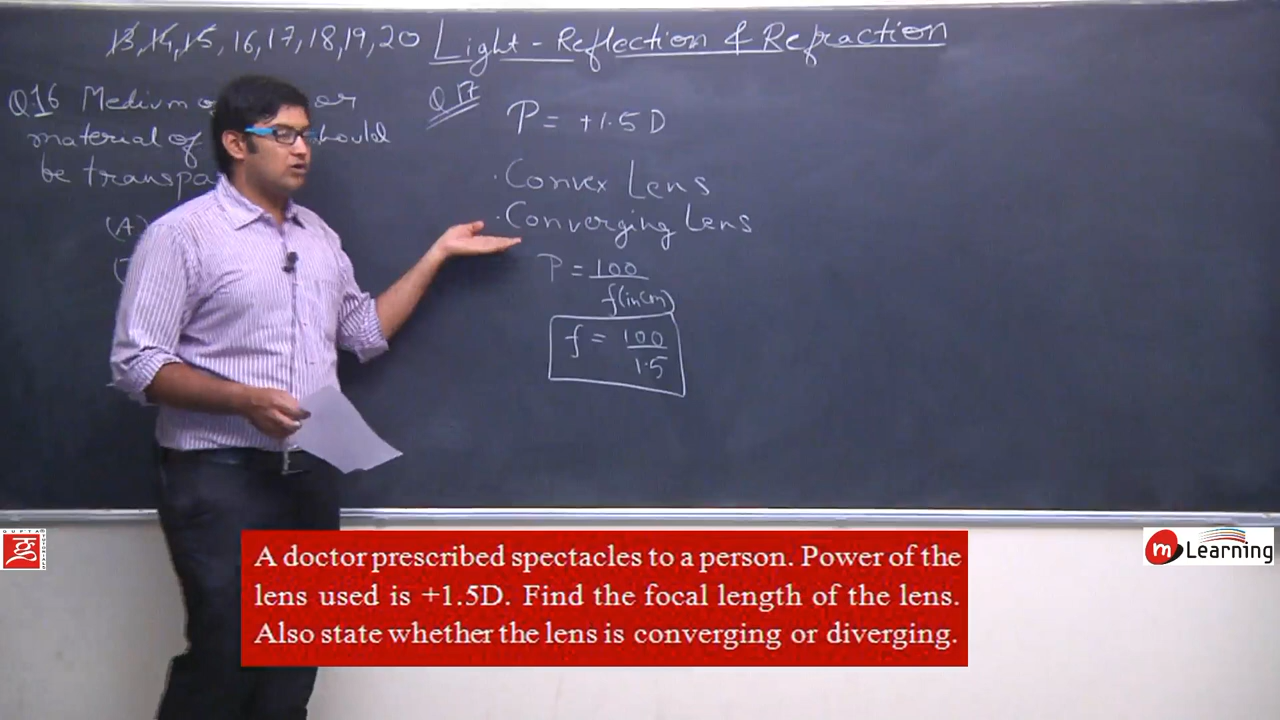 13, 14, 15, 16, 17, 18, 19, 20 Light - Reflection & Refraction
Q16 Medium or
material of should
be transpa
(A)
Q17
P = +1.5 D
· Convex Lens
· Converging Lens
P = 100
f(in cm)
f = 100
1.5
A doctor prescribed spectacles to a person. Power of the
lens used is +1.5D. Find the focal length of the lens.
Also state whether the lens is converging or diverging.
GUPTA
m Learning